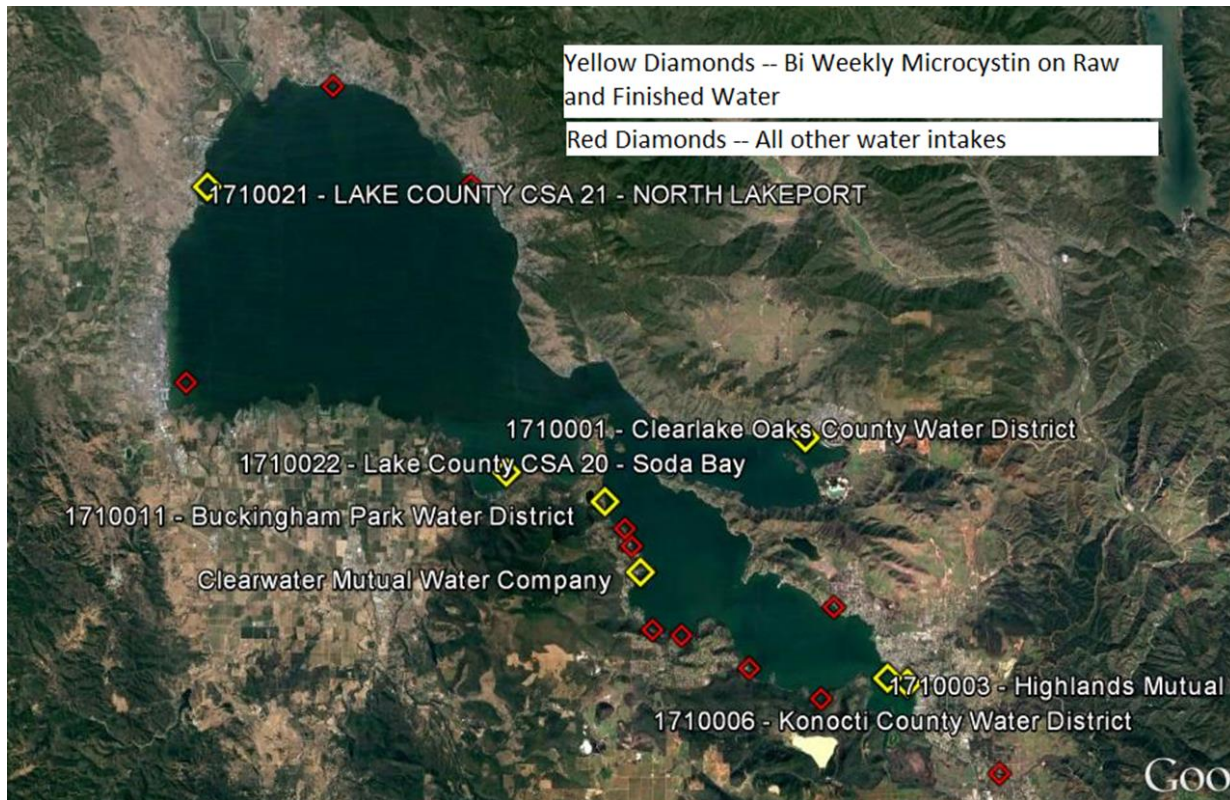 Yellow Diamonds -- Bi Weekly Microcystin on Raw
and Finished Water
Red Diamonds -- All other water intakes
1710021 - LAKE COUNTY CSA 21 - NORTH LAKEPORT
1710001 - Clearlake Oaks County Water District
1710022 - Lake County CSA 20 - Soda Bay
1710011 - Buckingham Park Water District
Clearwater Mutual Water Company
1710003 - Highlands Mutual
1710006 - Konocti County Water District
Goo